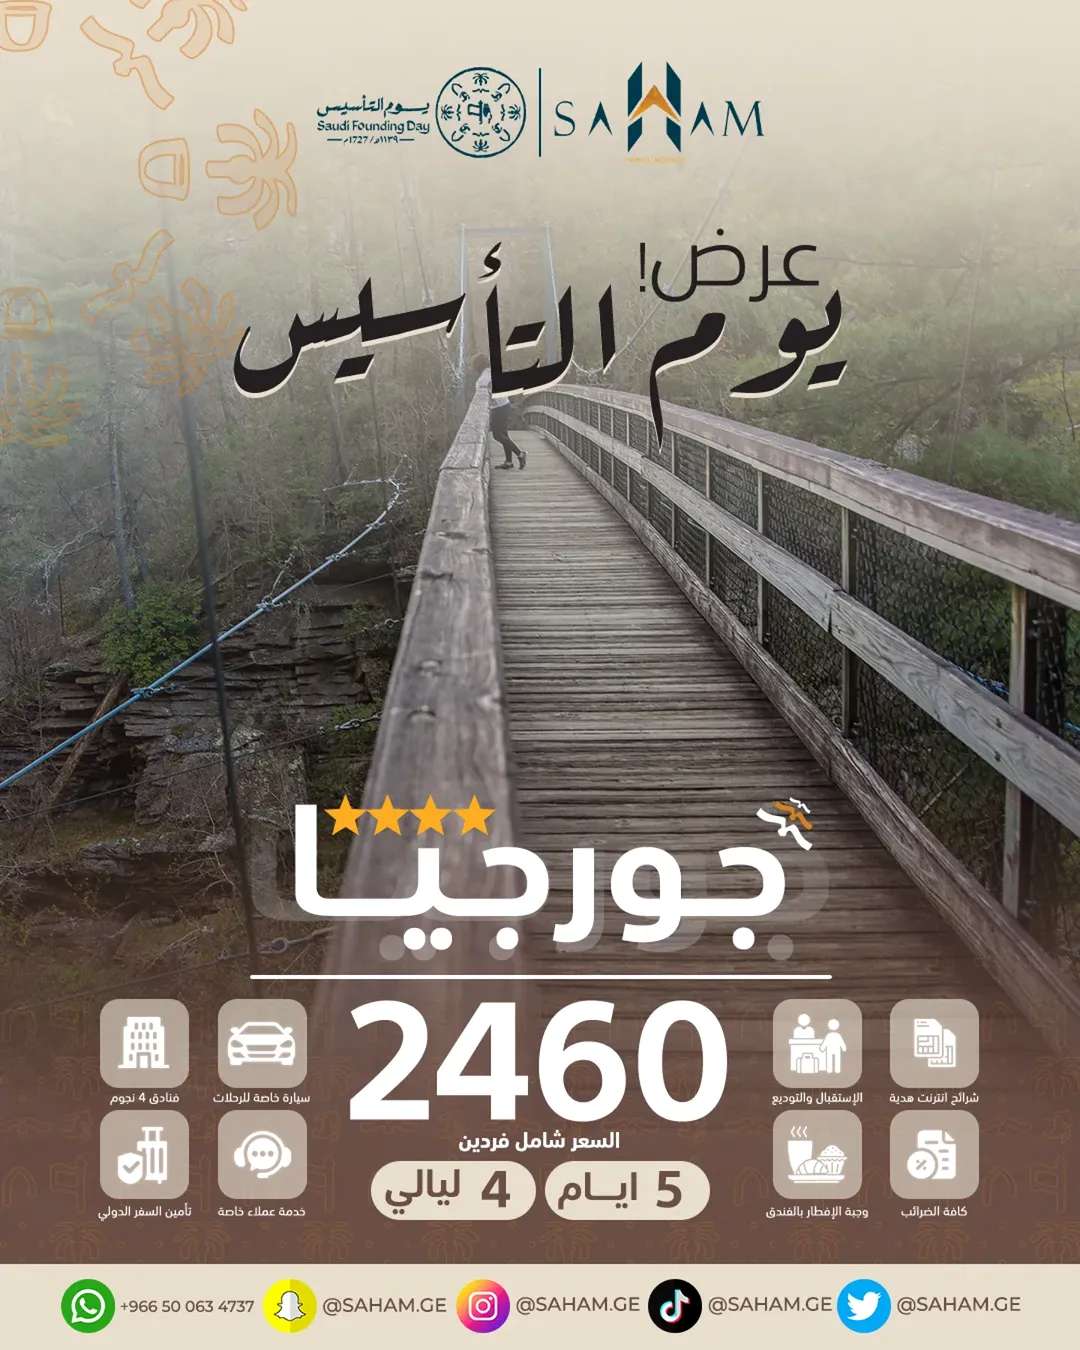 يوم التأسيس
Saudi Founding Day
١١٣٩هـ/1727م
SAHAM
عرض!
يوم التأسيس
جورجيا
2460
السعر شامل فردين
5 ايام
4 ليالي
شرائح انترنت هدية
الإستقبال والتوديع
سيارة خاصة للرحلات
فنادق 4 نجوم
كافة الضرائب
وجبة الإفطار بالفندق
خدمة عملاء خاصة
تأمين السفر الدولي
+966 50 063 4737
@SAHAM.GE
@SAHAM.GE
@SAHAM.GE
@SAHAM.GE